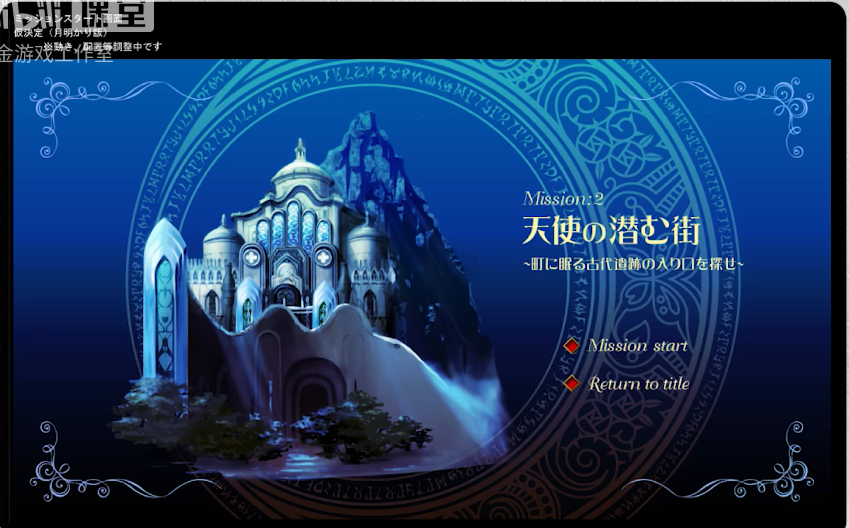 课堂
ミッションスタート画面
仮決定(月明かり版)
※動き、配置等調整中です
金游戏工作室
Mission:2
天使の潜む街
~町に眠る古代遺跡の入り口を探せ~
Mission start
Return to title